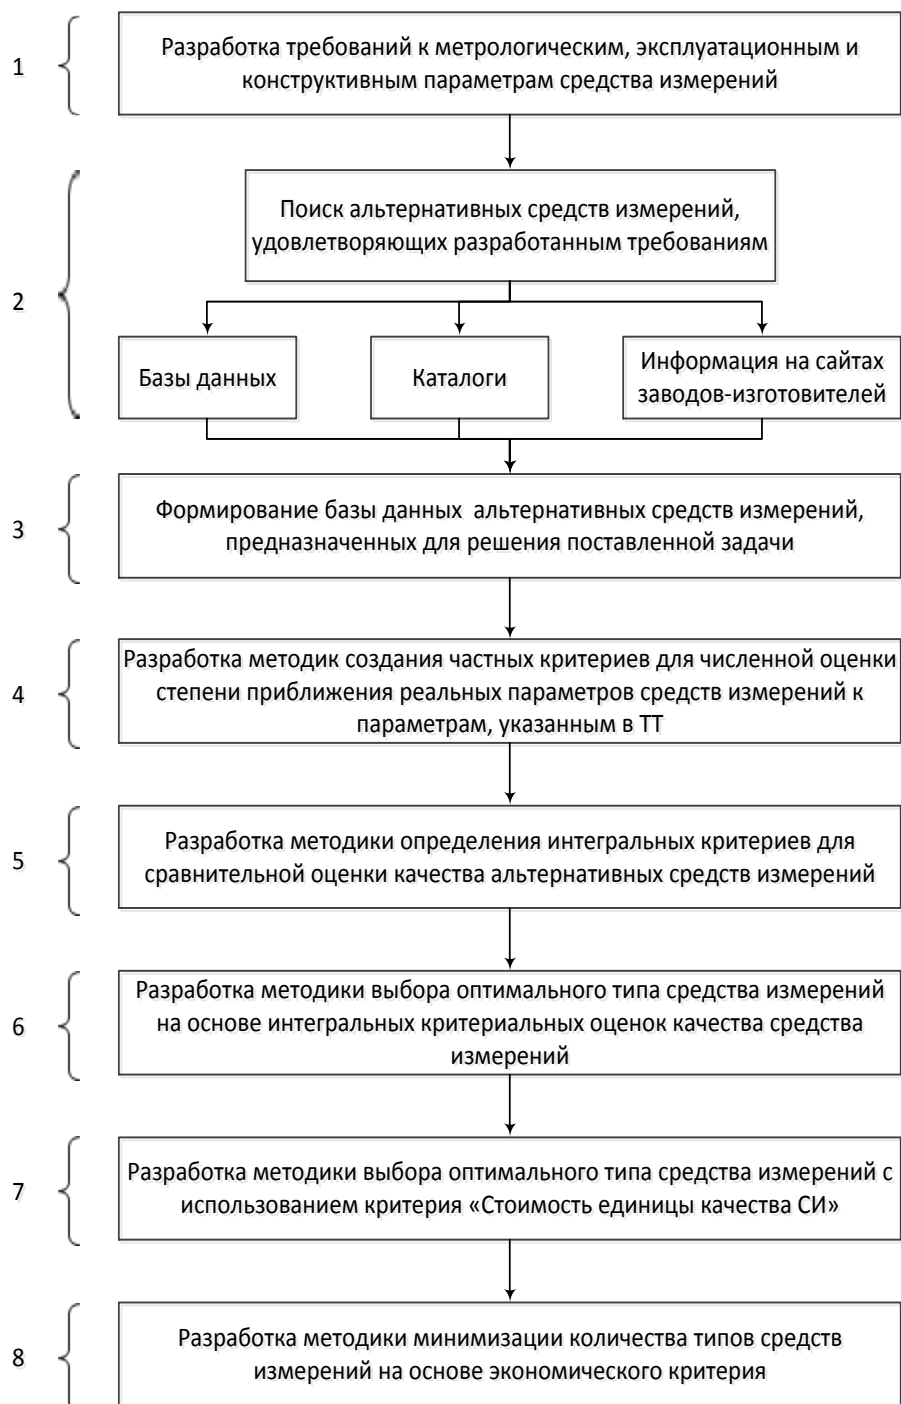 1
Разработка требований к метрологическим, эксплуатационным и
конструктивным параметрам средства измерений
2
Поиск альтернативных средств измерений,
удовлетворяющих разработанным требованиям
Базы данных
Каталоги
Информация на сайтах
заводов-изготовителей
3
Формирование базы данных альтернативных средств измерений,
предназначенных для решения поставленной задачи
4
Разработка методик создания частных критериев для численной оценки
степени приближения реальных параметров средств измерений к
параметрам, указанным в ТТ
5
Разработка методики определения интегральных критериев для
сравнительной оценки качества альтернативных средств измерений
6
Разработка методики выбора оптимального типа средства измерений
на основе интегральных критериальных оценок качества средства
измерений
7
Разработка методики выбора оптимального типа средства измерений с
использованием критерия «Стоимость единицы качества СИ»
8
Разработка методики минимизации количества типов средств
измерений на основе экономического критерия